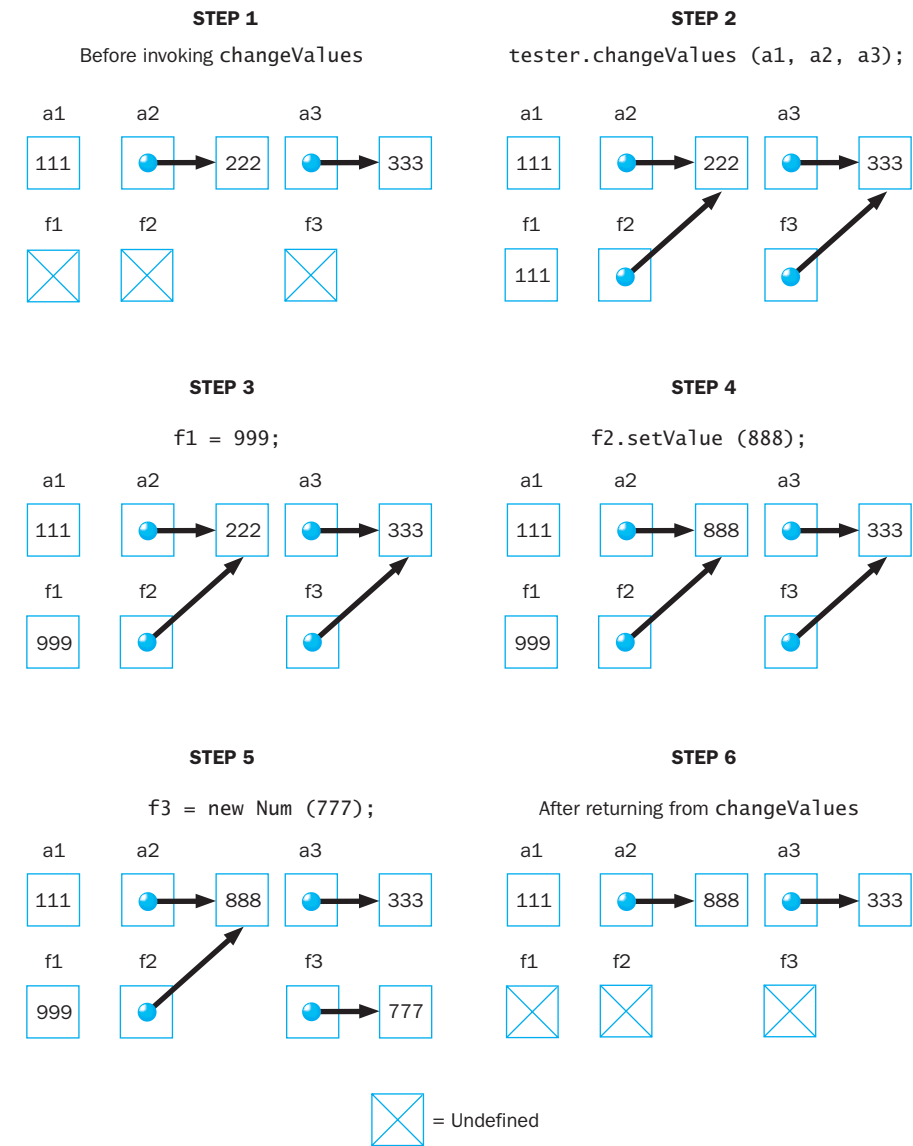 STEP 1
Before invoking changeValues
a1 a2 a3
111 222 333
f1 f2 f3
STEP 2
tester.changeValues (a1, a2, a3);
a1 a2 a3
111 222 333
f1 f2 f3
111
STEP 3
f1 = 999;
a1 a2 a3
111 222 333
f1 f2 f3
999
STEP 4
f2.setValue (888);
a1 a2 a3
111 888 333
f1 f2 f3
999
STEP 5
f3 = new Num (777);
a1 a2 a3
111 888 333
f1 f2 f3
999 777
STEP 6
After returning from changeValues
a1 a2 a3
111 888 333
f1 f2 f3
= Undefined